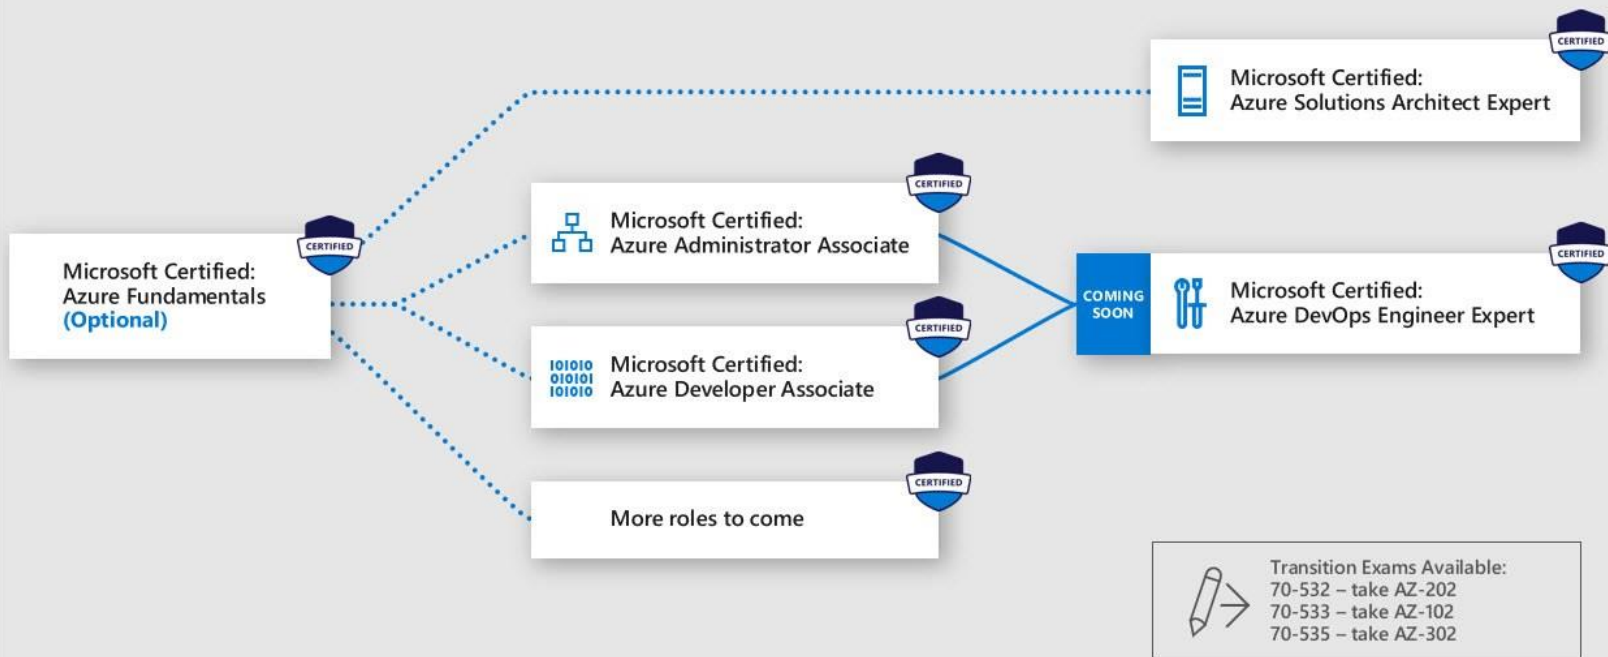 CERTIFIED
Microsoft Certified:
Azure Solutions Architect Expert
CERTIFIED
Microsoft Certified:
Azure Administrator Associate
CERTIFIED
Microsoft Certified:
Azure Fundamentals
(Optional)
CERTIFIED
COMING
SOON
Microsoft Certified:
Azure DevOps Engineer Expert
CERTIFIED
101010
010101
101010
Microsoft Certified:
Azure Developer Associate
CERTIFIED
More roles to come
Transition Exams Available:
70-532 – take AZ-202
70-533 – take AZ-102
70-535 – take AZ-302